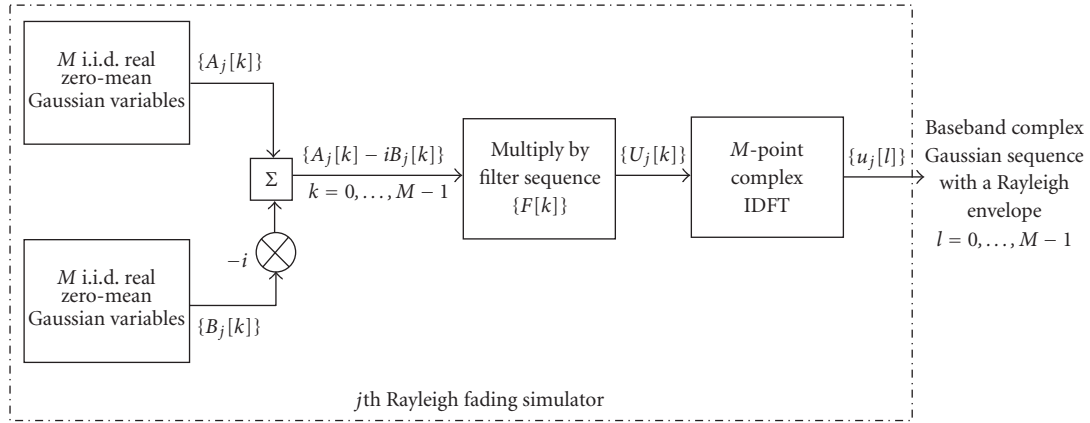 M i.i.d. real
zero-mean
Gaussian variables
{A_j[k]}
Σ
{A_j[k] − iB_j[k]}
k = 0, . . . , M − 1
−i
M i.i.d. real
zero-mean
Gaussian variables
{B_j[k]}
Multiply by
filter sequence
{F[k]}
{U_j[k]}
M-point
complex
IDFT
{u_j[l]}
Baseband complex
Gaussian sequence
with a Rayleigh
envelope
l = 0, . . . , M − 1
jth Rayleigh fading simulator